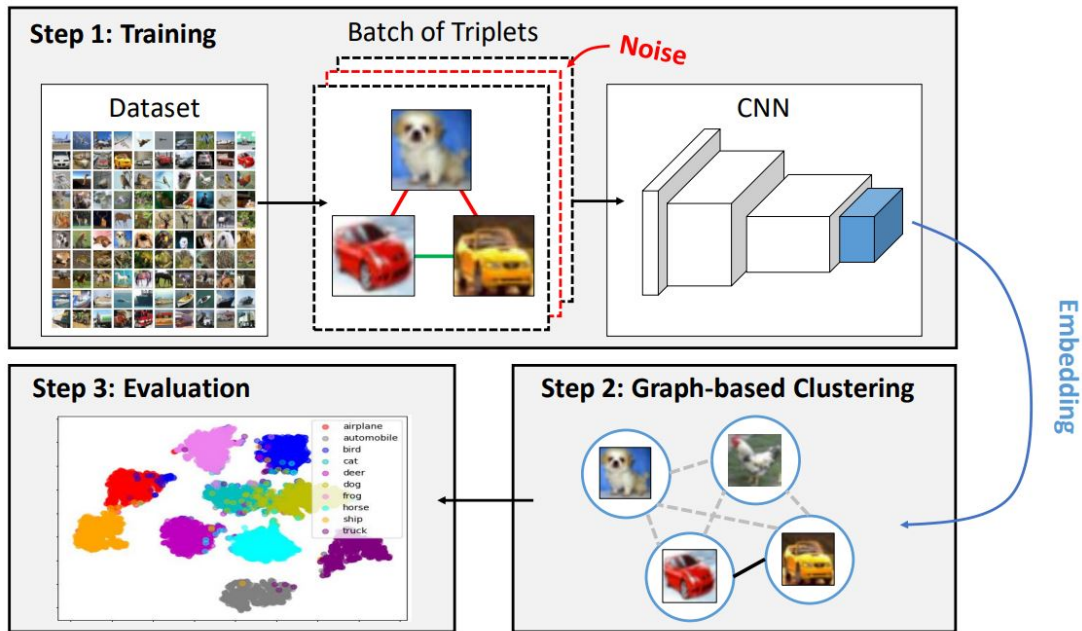 Step 1: Training
Batch of Triplets
Noise
Dataset
CNN
Embedding
Step 3: Evaluation
airplane
automobile
bird
cat
deer
dog
frog
horse
ship
truck
Step 2: Graph-based Clustering